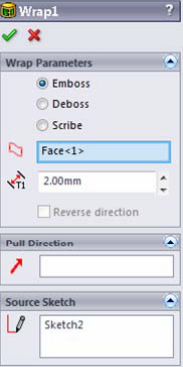 Wrap1 ?
Wrap Parameters
Emboss
Deboss
Scribe
Face<1>
T1 2.00mm
Reverse direction
Pull Direction
Source Sketch
Sketch2